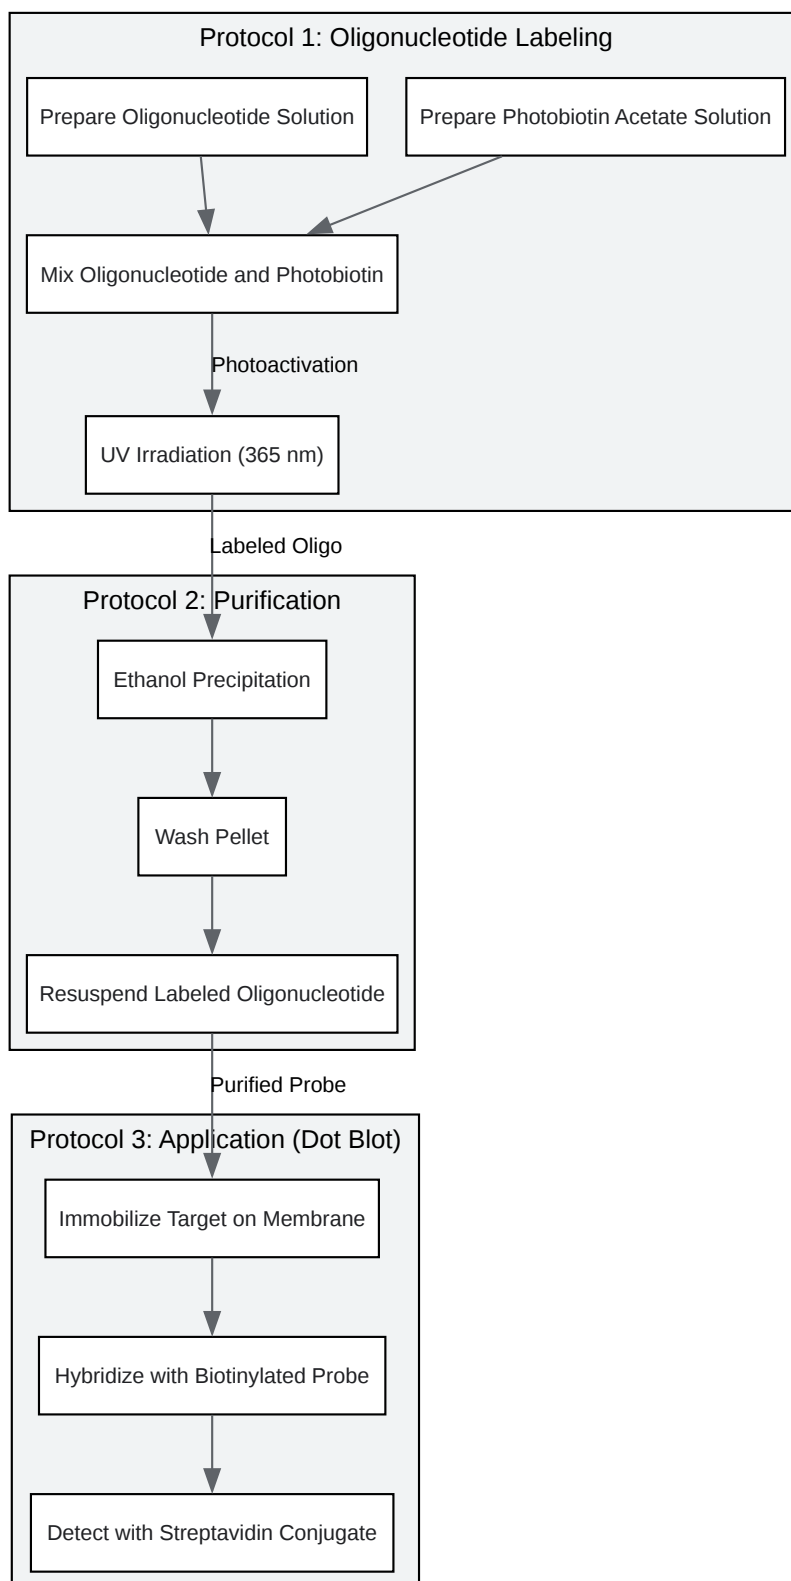 Protocol 1: Oligonucleotide Labeling
Prepare Oligonucleotide Solution
Prepare Photobiotin Acetate Solution
Mix Oligonucleotide and Photobiotin
Photoactivation
UV Irradiation (365 nm)
Labeled Oligo
Protocol 2: Purification
Ethanol Precipitation
Wash Pellet
Resuspend Labeled Oligonucleotide
Purified Probe
Protocol 3: Application (Dot Blot)
Immobilize Target on Membrane
Hybridize with Biotinylated Probe
Detect with Streptavidin Conjugate